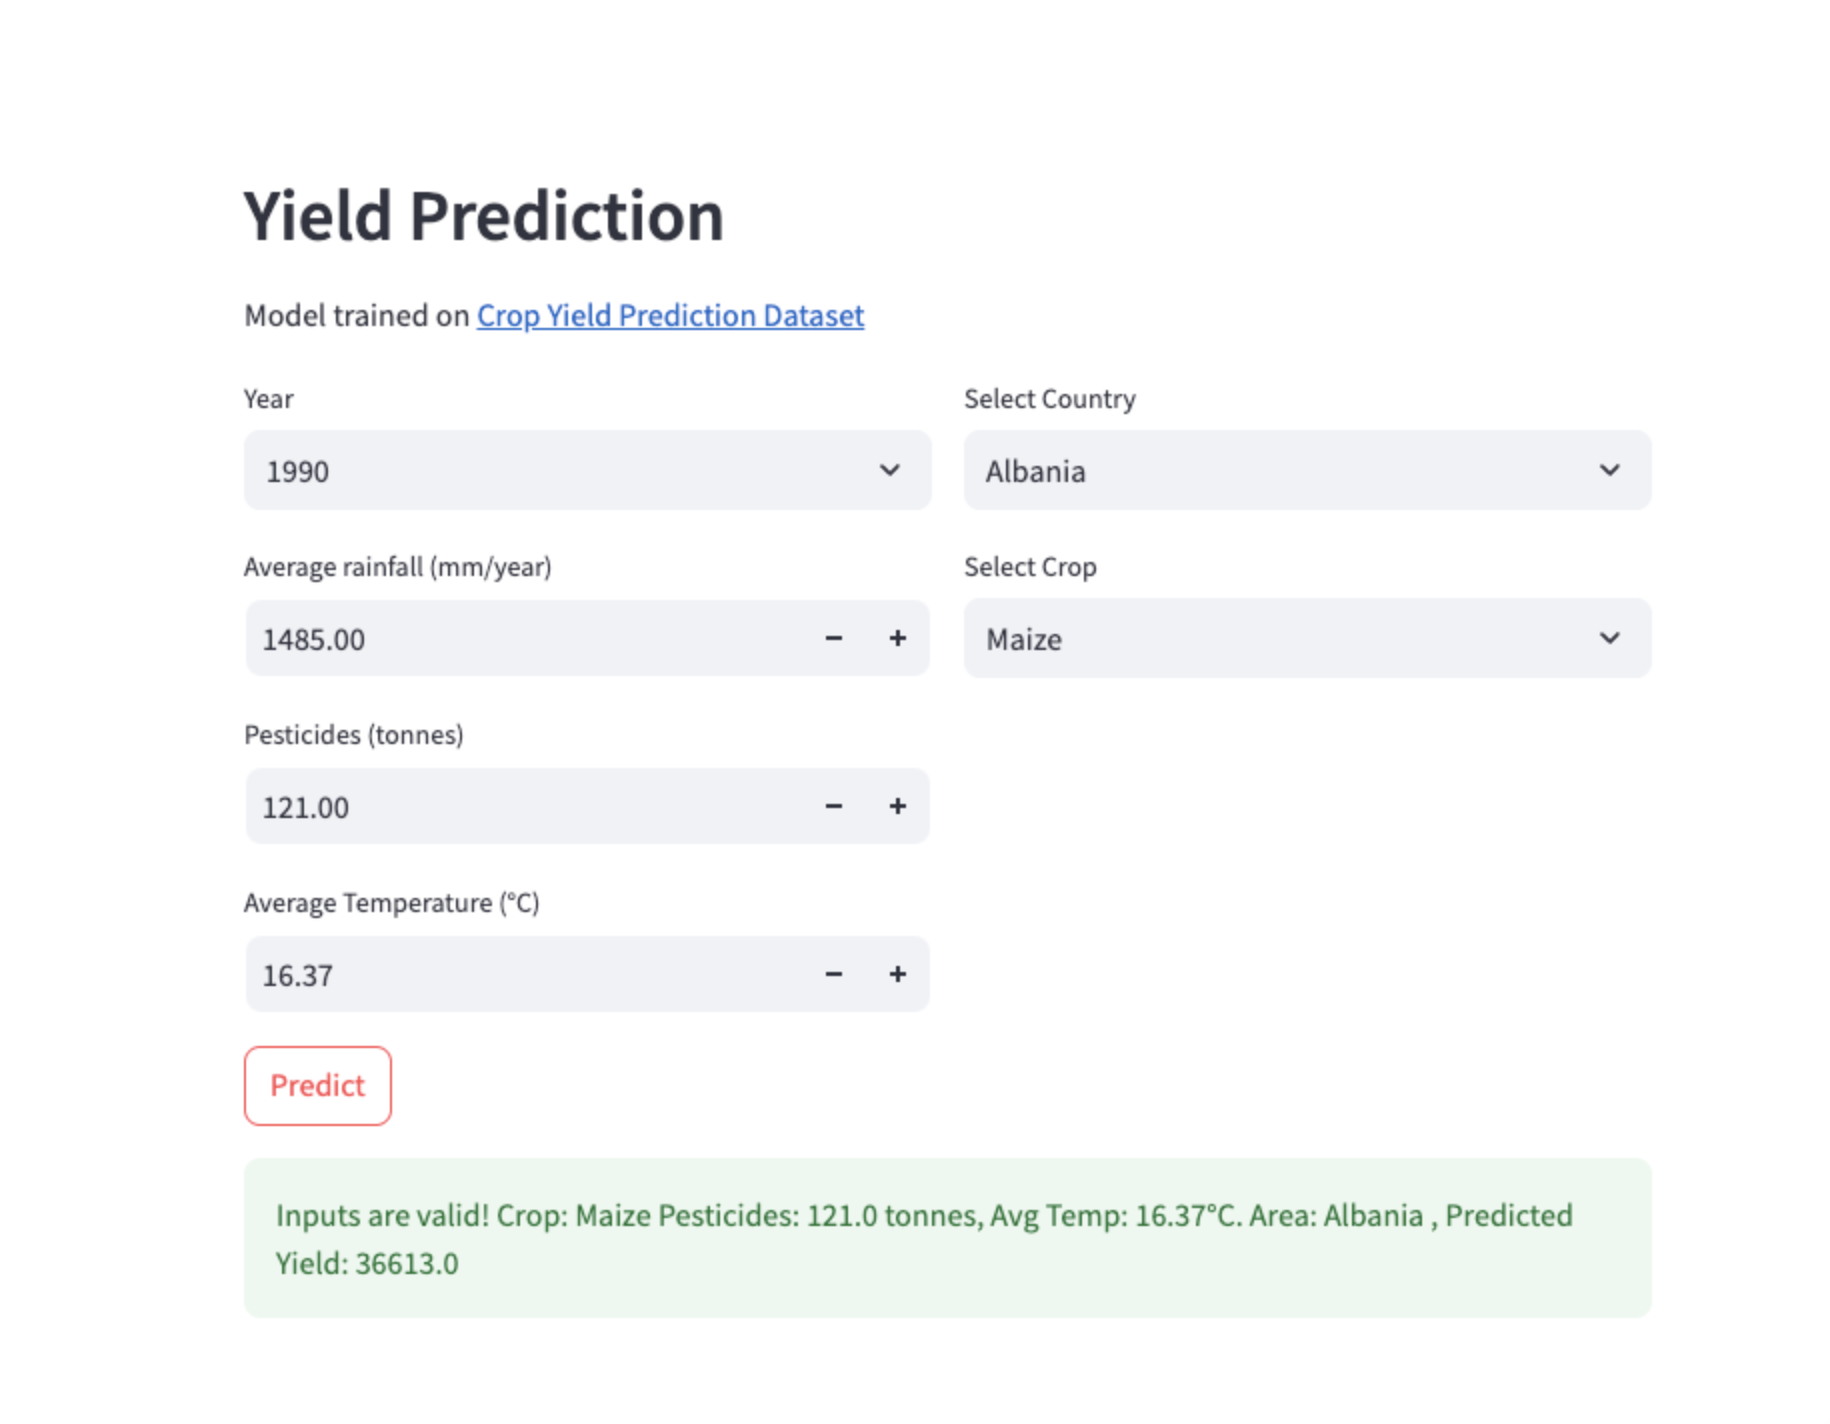 Yield Prediction
Model trained on Crop Yield Prediction Dataset
Year
1990
Select Country
Albania
Average rainfall (mm/year)
1485.00
Select Crop
Maize
Pesticides (tonnes)
121.00
Average Temperature (°C)
16.37
Predict
Inputs are valid! Crop: Maize Pesticides: 121.0 tonnes, Avg Temp: 16.37°C. Area: Albania , Predicted
Yield: 36613.0